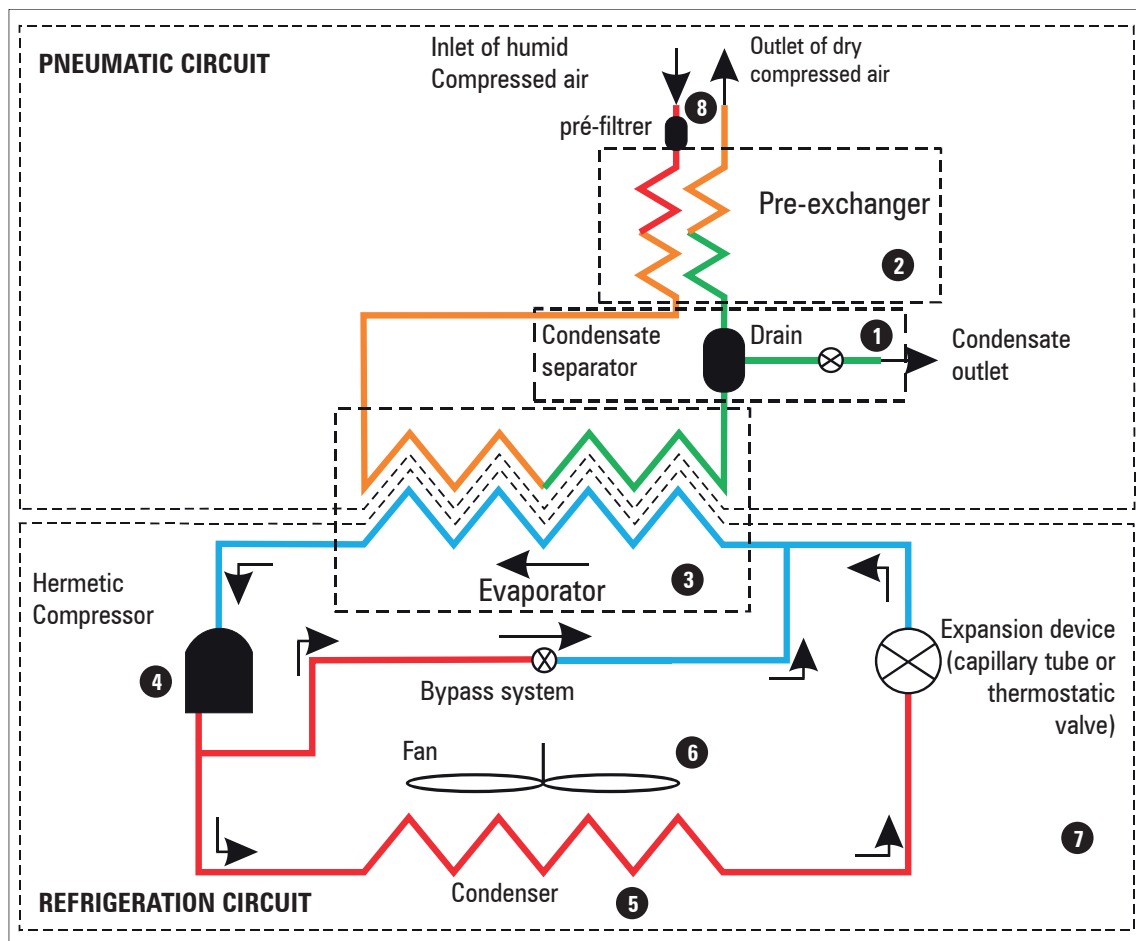 PNEUMATIC CIRCUIT
Inlet of humid
Compressed air
Outlet of dry
compressed air
8
pré-filtrer
Pre-exchanger
2
Condensate
separator
Drain
1
Condensate
outlet
Evaporator
3
Hermetic
Compressor
4
Bypass system
Expansion device
(capillary tube or
thermostatic
valve)
Fan
6
7
Condenser
5
REFRIGERATION CIRCUIT